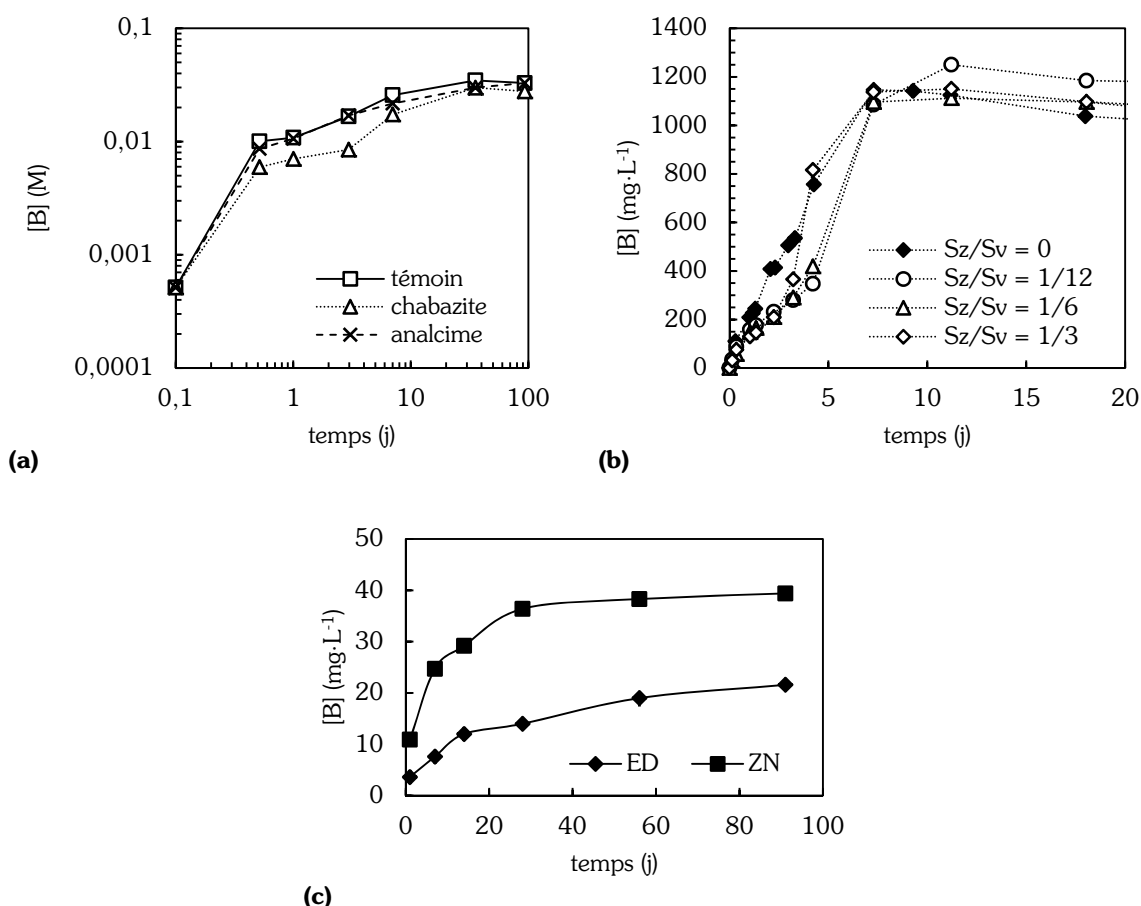 0,1
0,01
0,001
0,0001
[B] (M)
témoin
chabazite
analcime
0,1 1 10 100
temps (j)
(a)
1400
1200
1000
800
600
400
200
0
[B] (mg·L-1)
Sz/Sv = 0
Sz/Sv = 1/12
Sz/Sv = 1/6
Sz/Sv = 1/3
0 5 10 15 20
temps (j)
(b)
50
40
30
20
10
0
[B] (mg·L-1)
ED ZN
0 20 40 60 80 100
temps (j)
(c)